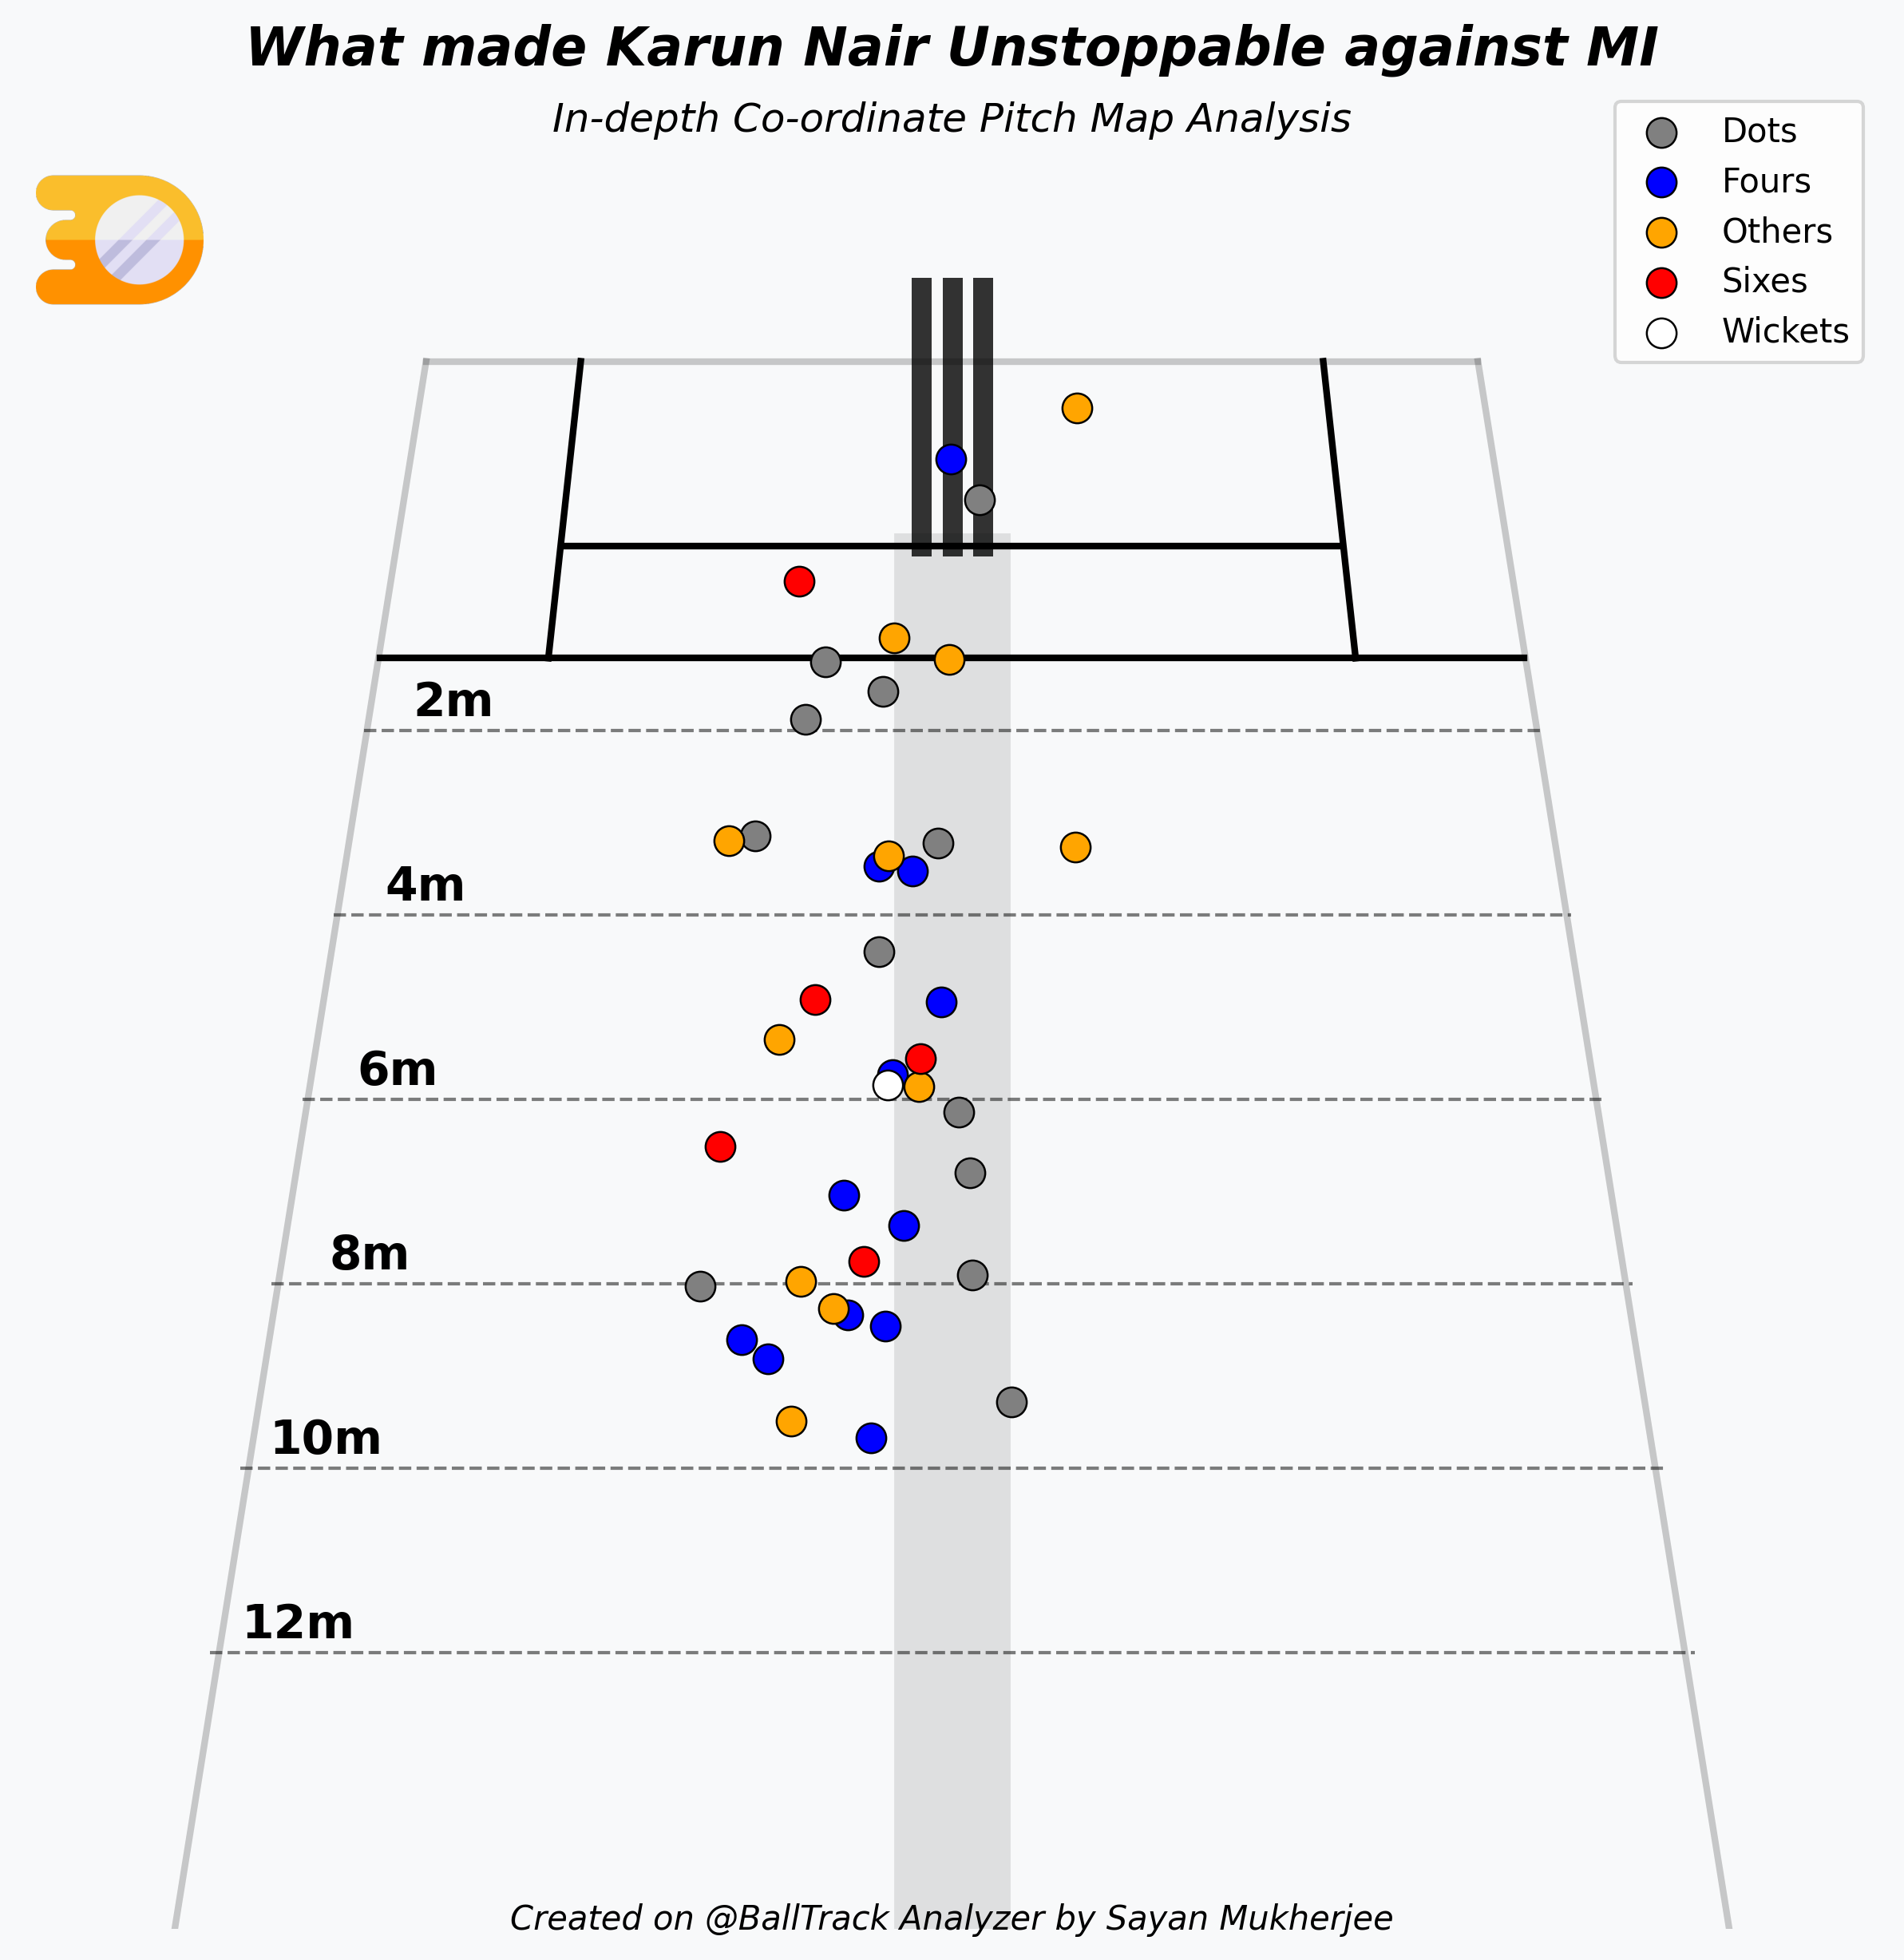 What made Karun Nair Unstoppable against MI
In-depth Co-ordinate Pitch Map Analysis
Dots
Fours
Others
Sixes
Wickets
2m
4m
6m
8m
10m
12m
Created on @BallTrack Analyzer by Sayan Mukherjee